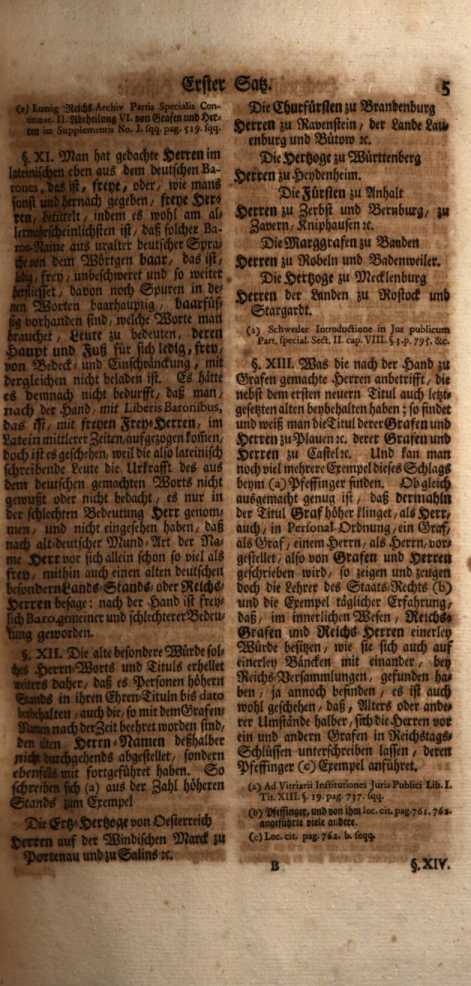 Erster Satz. 5
(e) Lunig Reichs-Archiv Partis Specialis Con-
tinuat. II. Abtheilung VI. von Grafen und Her-
ren im Supplementis No. I. sqq. pag. 519. sqq.
§. XI. Man hat gedachte Herren im
lateinischen eben aus dem deutschen Ba-
rones, das ist, freye, oder, wie mans
sonst und hernach gegeben, freye Her-
ren, betitelt, indem es wohl am al-
lerwahrscheinlichsten ist, daß solcher Ba-
ro-Name aus uralter deutscher Spra-
che von dem Wörtgen baar, das ist,
ledig, frey, unbeschweret und so weiter
herfliesset, davon noch Spuren in de-
nen Worten baarhauptig, baarfüs-
sig vorhanden sind, welche Worte man
brauchet, Leute zu bedeuten, deren
Haupt und Fuß für sich ledig, frey,
von Bedeck- und Einschränckung, mit
dergleichen nicht beladen ist. Es hätte
es demnach nicht bedurfft, daß man,
nach der Hand, mit Liberis Baronibus,
das ist, mit freyen Frey-Herren, im
Latein mittlerer Zeiten, aufgezogen kommen,
doch ist es geschehen, weil die also lateinisch
schreibende Leute die Urkrafft des aus
dem deutschen gemachten Worts nicht
gewußt oder nicht bedacht, es nur in
der schlechten Bedeutung Herr genom-
men, und nicht eingesehen haben, daß
nach alt-deutscher Mund-Art der Na-
me Herr vor sich allein schon so viel als
frey, mithin auch einen alten deutschen
besondern Lands-Stands- oder Reichs-
Herren besage: nach der Hand ist frey-
lich Baro gemeiner und schlechterer Bedeu-
tung geworden.
§. XII. Die alte besondere Würde sol-
ches Herrn-Worts und Tituls erhellet
weiters daher, daß es Personen höhern
Stands in ihren Ehren-Tituln bis dato
beybehalten, auch die, so mit dem Grafen-
Namen nach der Zeit beehret worden sind,
den alten Herrn-Namen deßhalber
nicht durchgehends abgestellet, sondern
ebenfalls mit fortgeführet haben. So
schreiben sich (a) aus der Zahl höheren
Stands zum Exempel
Die Ertz-Hertzoge von Oesterreich
Herren auf der Windischen Marck zu
Portenau und zu Salins ꝛc.
Die Churfürsten zu Brandenburg
Herren zu Ravenstein, der Lande Lau-
enburg und Bütow ꝛc.
Die Hertzoge zu Württenberg
Herren zu Heydenheim.
Die Fürsten zu Anhalt
Herren zu Zerbst und Bernburg, zu
Zavern, Kniphausen ꝛc.
Die Marggrafen zu Baaden
Herren zu Röteln und Badenweiler.
Die Hertzoge zu Mecklenburg
Herren der Landen zu Rostock und
Stargardt.
(a) Schweder Introductione in Jus publicum
Part. special. Sect. II. cap. VIII. §. 5. p. 795. &c.
§. XIII. Was die nach der Hand zu
Grafen gemachte Herren anbetrifft, die
nebst dem ersten neuern Titul auch letzt-
gesetzten alten beybehalten haben; so findet
und weiß man die Titul derer Grafen und
Herren zu Plauen ꝛc. derer Grafen und
Herren zu Castel ꝛc. Und kan man
noch viel mehrere Exempel dieses Schlags
beym (a) Pfeffinger finden. Ob gleich
ausgemacht genug ist, daß dermahln
der Titul Graf höher klinget, als Herr,
auch, in Personal-Ordnung, ein Graf,
als Graf, einem Herrn, als Herrn, vor-
gestellet, also von Grafen und Herren
geschrieben wird, so zeigen und zeugen
doch die Lehrer des Staats-Rechts (b)
und die Exempel täglicher Erfahrung,
daß, im innerlichen Wesen, Reichs-
Grafen und Reichs-Herren einerley
Würde besitzen, wie sie sich auch auf
einerley Bäncken mit einander, bey
Reichs-Versammlungen, gefunden ha-
ben, ja annoch befinden, es ist auch
wohl geschehen, daß, Alters oder ande-
rer Umstände halber, sich die Herren vor
ein und andern Grafen in Reichstags-
Schlüssen unterschreiben lassen, deren
Pfeffinger (c) Exempel anführet.
(a) Ad Vitriarii Institutiones Juris Publici Lib. I.
Tit. XIII. §. 19. pag. 737. sqq.
(b) Pfeffinger, und von ihm loc. cit. pag. 761. 762.
angeführte viele andere.
(c) Loc. cit. pag. 762. b. sqq.
B §. XIV.